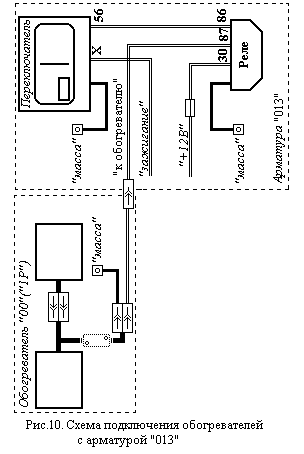 Переключатель
56
X
"к обогревателю"
"зажигание"
"масса"
30
87
86
Реле
"+12В"
"масса"
Арматура "013"
Обогреватель "00"("1Р")
"масса"
Рис.10. Схема подключения обогревателей
с арматурой "013"